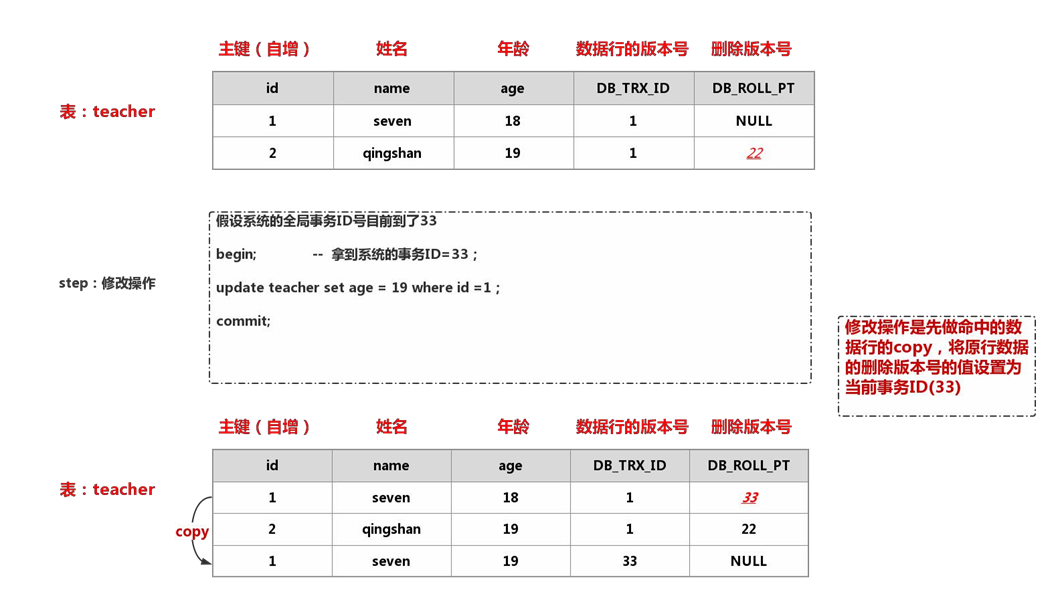 主键（自增） 姓名 年龄 数据行的版本号 删除版本号
id name age DB_TRX_ID DB_ROLL_PT
表：teacher
1 seven 18 1 NULL
2 qingshan 19 1 22
假设系统的全局事务ID号目前到了33
begin; -- 拿到系统的事务ID=33；
step：修改操作
update teacher set age = 19 where id =1；
commit;
修改操作是先做命中的数
据行的copy，将原行数据
的删除版本号的值设置为
当前事务ID(33)
主键（自增） 姓名 年龄 数据行的版本号 删除版本号
id name age DB_TRX_ID DB_ROLL_PT
表：teacher
1 seven 18 1 33
copy
2 qingshan 19 1 22
1 seven 19 33 NULL